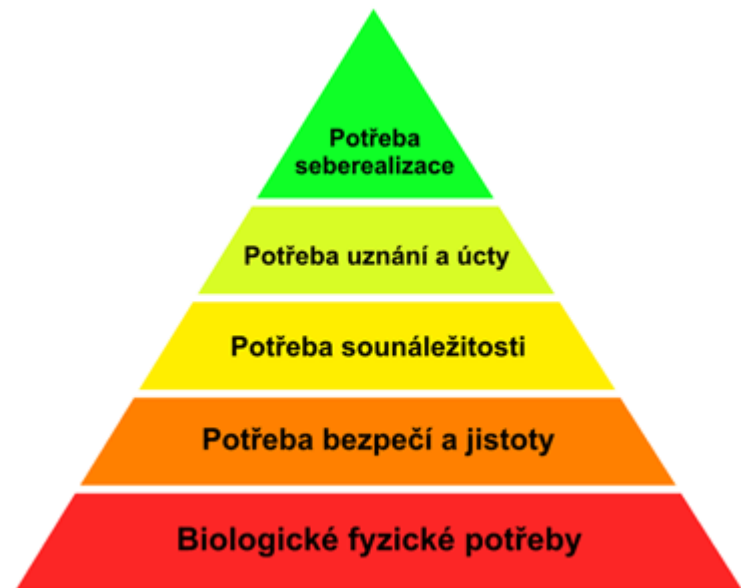 Potřeba
seberealizace
Potřeba uznání a úcty
Potřeba sounáležitosti
Potřeba bezpečí a jistoty
Biologické fyzické potřeby